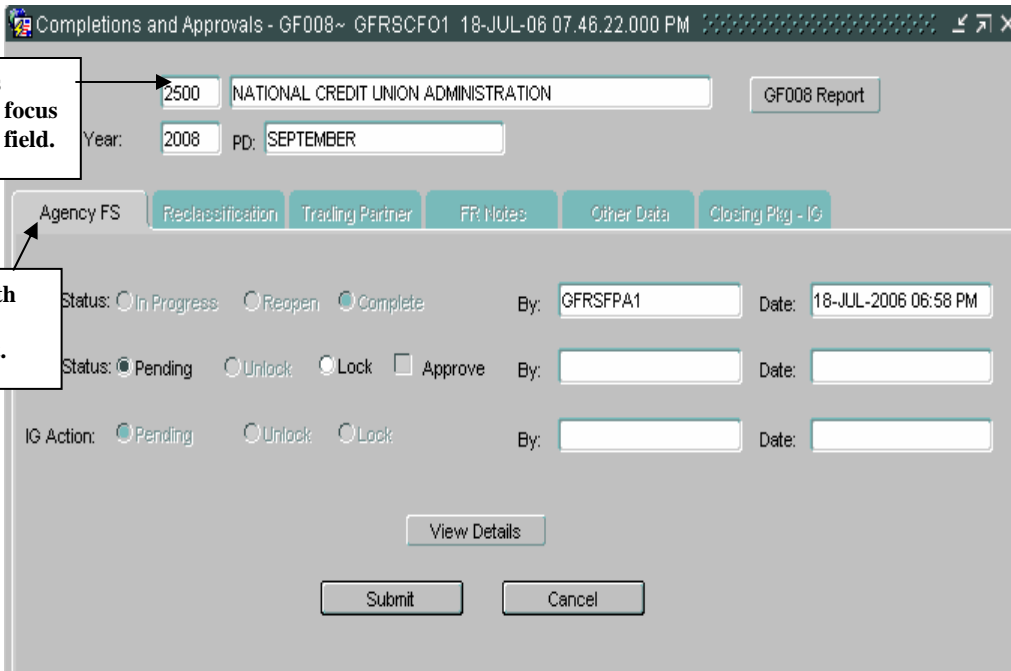 Completions and Approvals - GF008~ GFRSCFO1 18-JUL-06 07.46.22.000 PM
focus
field.
2500 NATIONAL CREDIT UNION ADMINISTRATION GF008 Report
Year: 2008 PD: SEPTEMBER
Agency FS Reclassification Trading Partner FR Notes Other Data Closing Pkg - IG
Status: In Progress Reopen Complete By: GFRSFPA1 Date: 18-JUL-2006 06:58 PM
Status: Pending Unlock Lock Approve By: Date:
IG Action: Pending Unlock Lock By: Date:
View Details
Submit Cancel